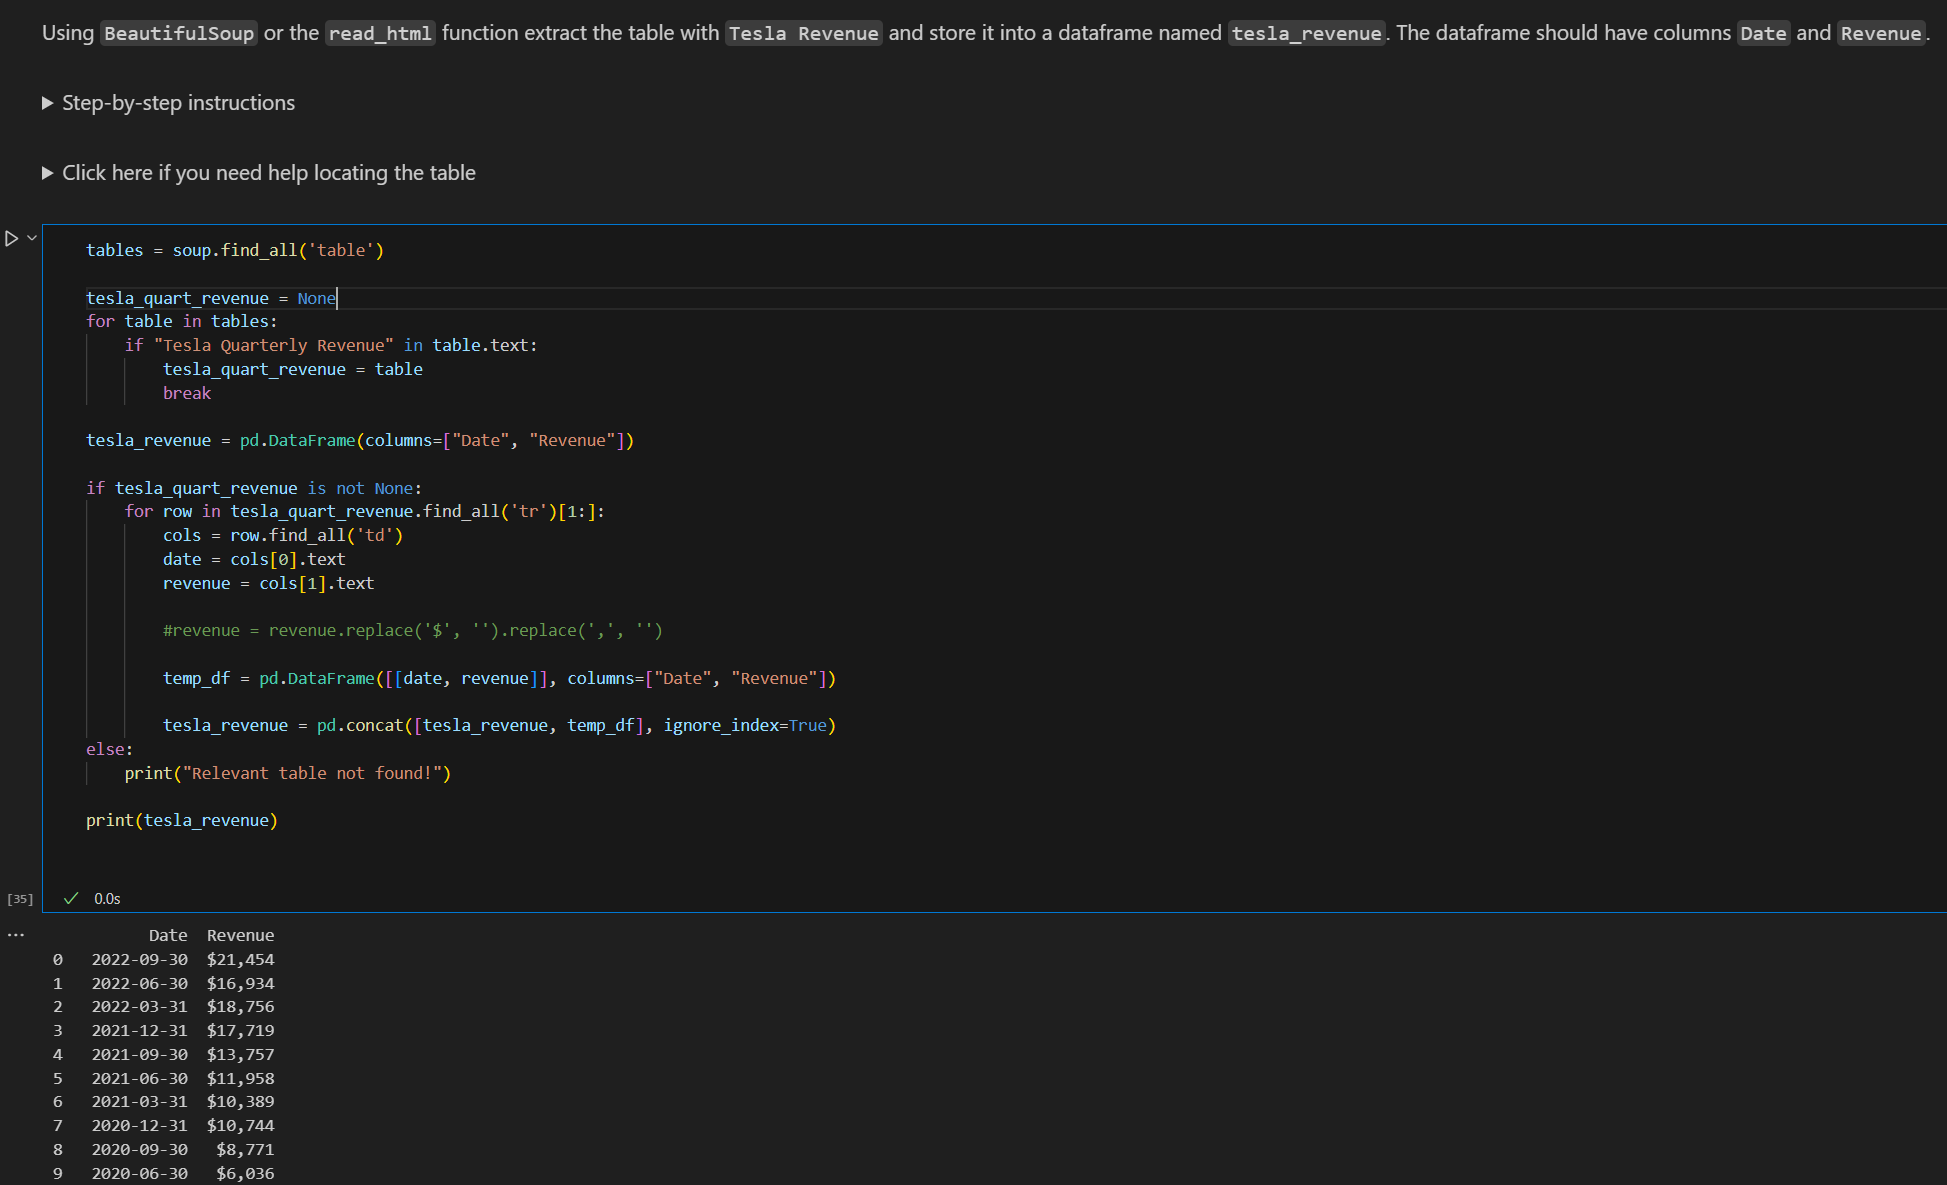 Using BeautifulSoup or the read_html function extract the table with Tesla Revenue and store it into a dataframe named tesla_revenue. The dataframe should have columns Date and Revenue.
▶ Step-by-step instructions
▶ Click here if you need help locating the table
tables = soup.find_all('table')
tesla_quart_revenue = None
for table in tables:
    if "Tesla Quarterly Revenue" in table.text:
        tesla_quart_revenue = table
        break
tesla_revenue = pd.DataFrame(columns=["Date", "Revenue"])
if tesla_quart_revenue is not None:
    for row in tesla_quart_revenue.find_all('tr')[1:]:
        cols = row.find_all('td')
        date = cols[0].text
        revenue = cols[1].text
        #revenue = revenue.replace('$', '').replace(',', '')
        temp_df = pd.DataFrame([[date, revenue]], columns=["Date", "Revenue"])
        tesla_revenue = pd.concat([tesla_revenue, temp_df], ignore_index=True)
else:
    print("Relevant table not found!")
print(tesla_revenue)
[35] ✓ 0.0s
... Date Revenue
0 2022-09-30 $21,454
1 2022-06-30 $16,934
2 2022-03-31 $18,756
3 2021-12-31 $17,719
4 2021-09-30 $13,757
5 2021-06-30 $11,958
6 2021-03-31 $10,389
7 2020-12-31 $10,744
8 2020-09-30 $8,771
9 2020-06-30 $6,036